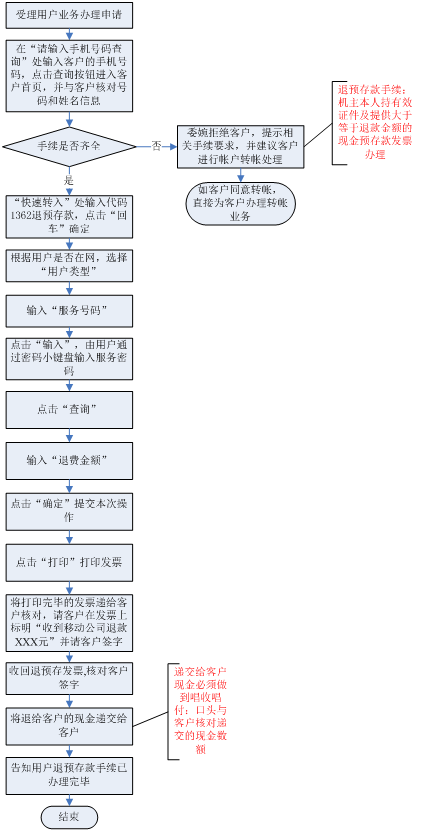 受理用户业务办理申请
在“请输入手机号码查
询”处输入客户的手机号
码，点击查询按钮进入客
户首页，并与客户核对号
码和姓名信息
手续是否齐全
否
委婉拒绝客户，提示相
关手续要求，并建议客户
进行帐户转帐处理
退预存款手续：
机主本人持有效
证件及提供大于
等于退款金额的
现金预存款发票
办理
如客户同意转帐，
直接为客户办理转帐
业务
是
“快速转入”处输入代码
1362退预存款，点击“回
车”确定
根据用户是否在网，选择
“用户类型”
输入“服务号码”
点击“输入”，由用户通
过密码小键盘输入服务密
码
点击“查询”
输入“退费金额”
点击“确定”提交本次操
作
点击“打印”打印发票
将打印完毕的发票递给客
户核对，请客户在发票上
标明“收到移动公司退款
XXX元”并请客户签字
收回退预存发票,核对客户
签字
将退给客户的现金递交给
客户
递交给客户
现金必须做
到唱收唱
付；口头与
客户核对递
交的现金数
额
告知用户退预存款手续已
办理完毕
结束